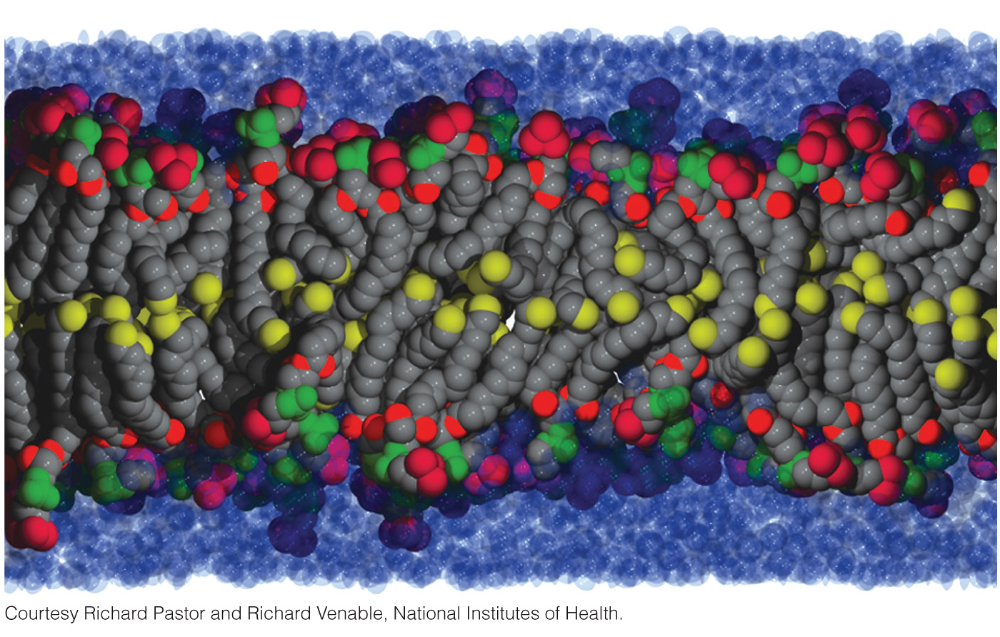 Courtesy Richard Pastor and Richard Venable, National Institutes of Health.